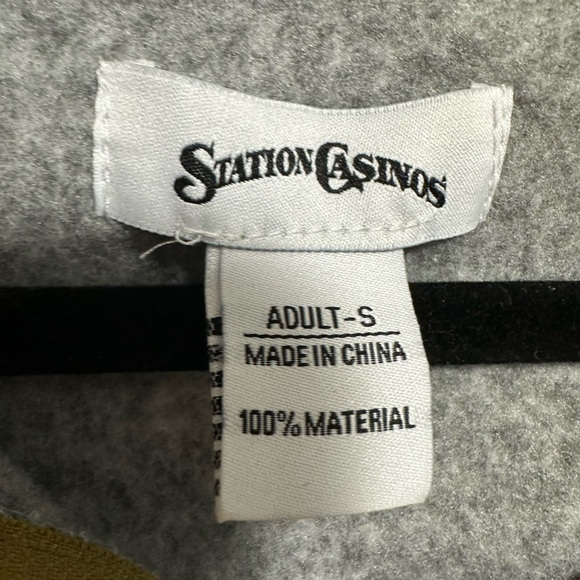 STATION CASINOS
ADULT-S
MADE IN CHINA
100% MATERIAL